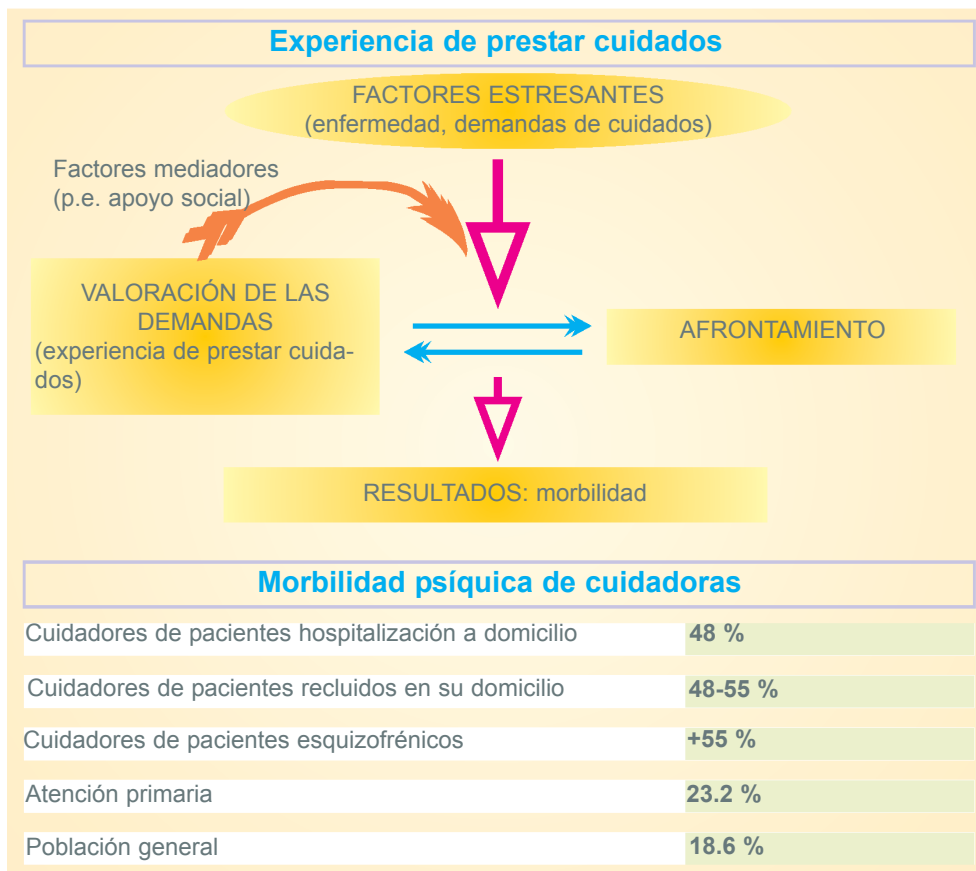 Experiencia de prestar cuidados
FACTORES ESTRESANTES
(enfermedad, demandas de cuidados)
Factores mediadores
(p.e. apoyo social)
VALORACIÓN DE LAS
DEMANDAS
(experiencia de prestar cuida-
dos)
AFRONTAMIENTO
RESULTADOS: morbilidad
Morbilidad psíquica de cuidadoras
Cuidadores de pacientes hospitalización a domicilio 48 %
Cuidadores de pacientes recluidos en su domicilio 48-55 %
Cuidadores de pacientes esquizofrénicos +55 %
Atención primaria 23.2 %
Población general 18.6 %